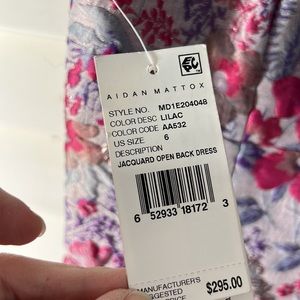 AIDAN MATTOX
STYLE NO. MD1E204048
COLOR DESC LILAC
COLOR CODE AA532
US SIZE 6
DESCRIPTION
JACQUARD OPEN BACK DRESS
6 52933 18172 3
MANUFACTURER'S
SUGGESTED $295.00
PRICE